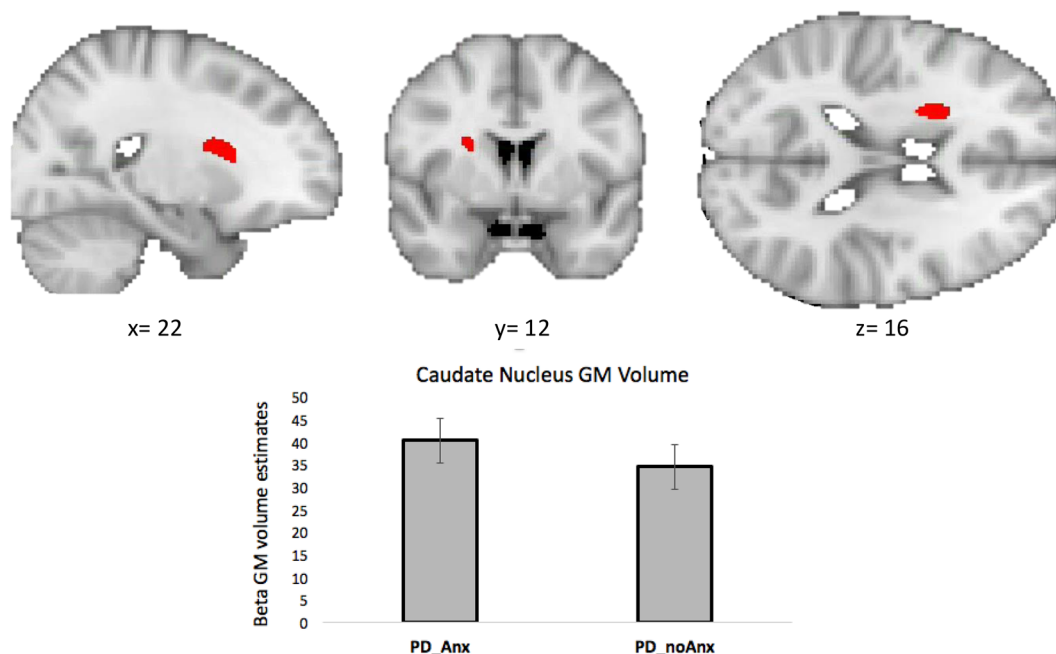 x= 22
y= 12
z= 16
Caudate Nucleus GM Volume
Beta GM volume estimates
50
45
40
35
30
25
20
15
10
5
0
PD_Anx
PD_noAnx